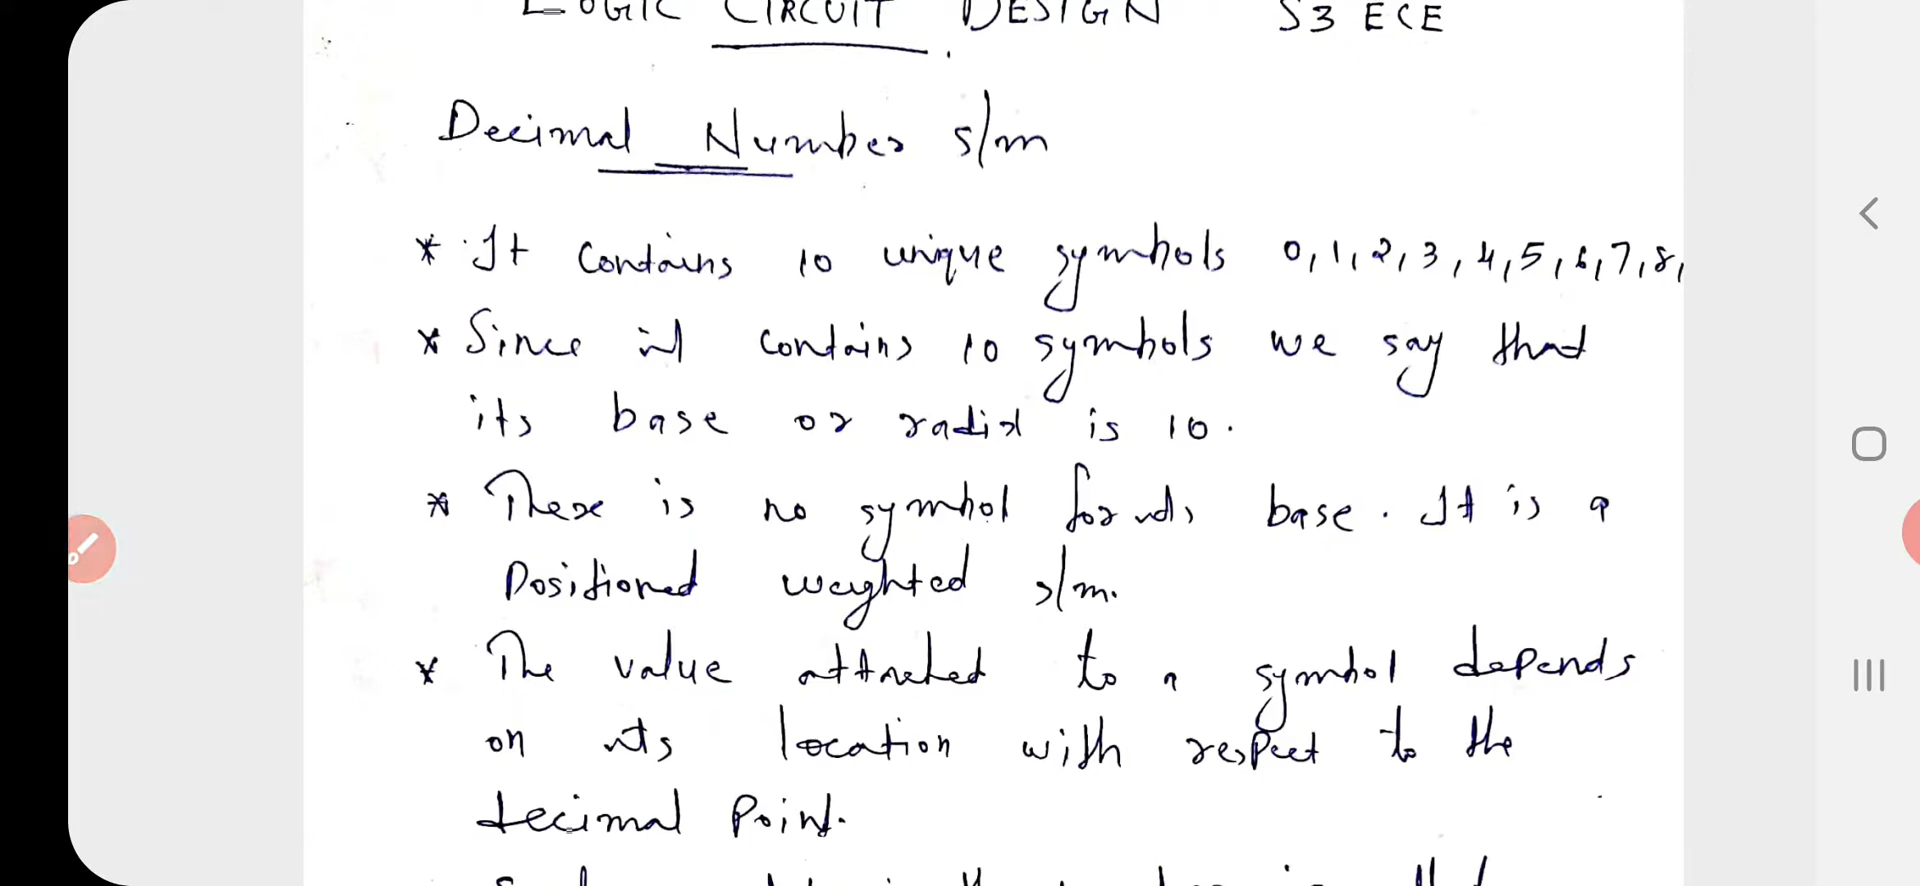 LOGIC CIRCUIT DESIGN S3 ECE
Decimal Number s/m
* It contains 10 unique symbols 0, 1, 2, 3, 4, 5, 6, 7, 8,
* Since it contains 10 symbols we say that
its base or radix is 10.
* There is no symbol for its base. It is a
Positioned weighted s/m.
* The value attached to a symbol depends
on its location with respect to the
decimal Point.